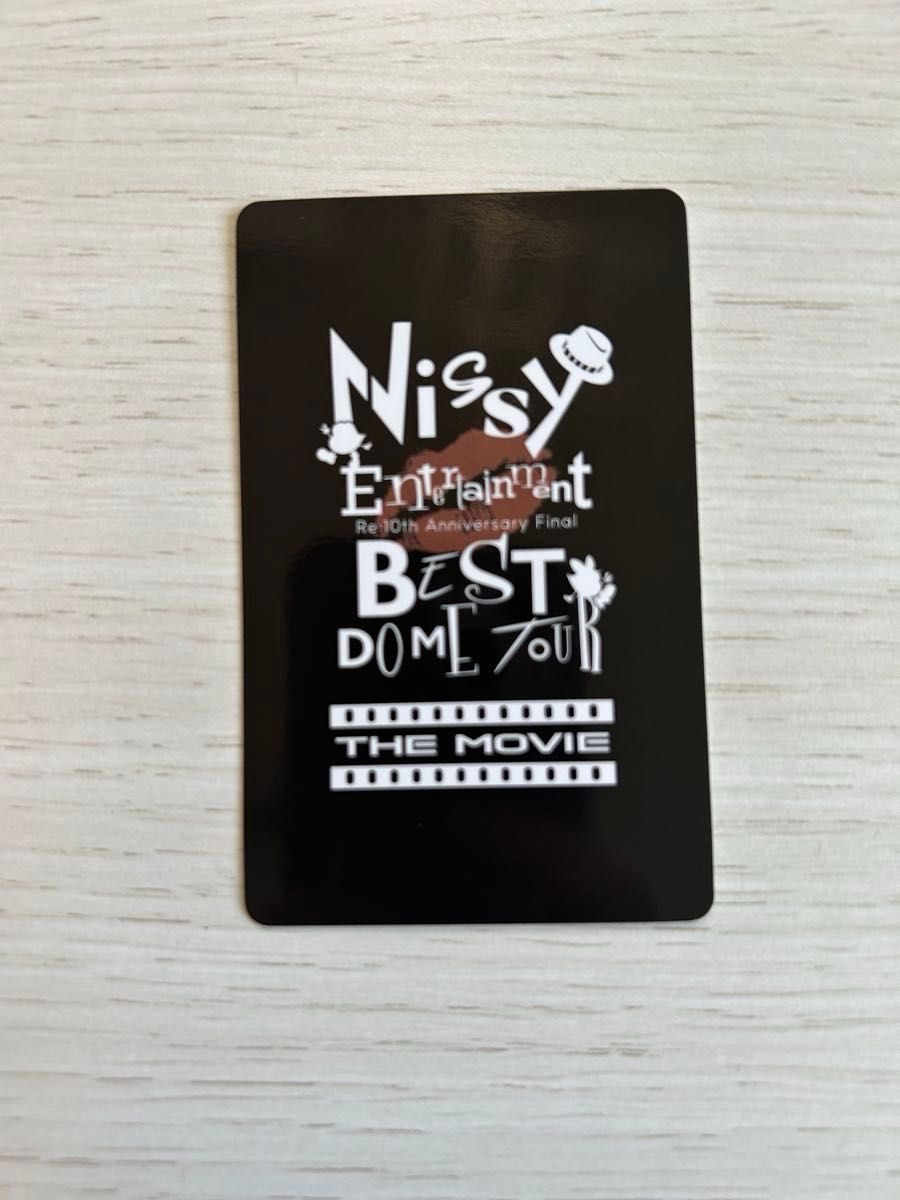 Nissy
Entertainment
Re:10th Anniversary Final
BEST
DOME TOUR
THE MOVIE